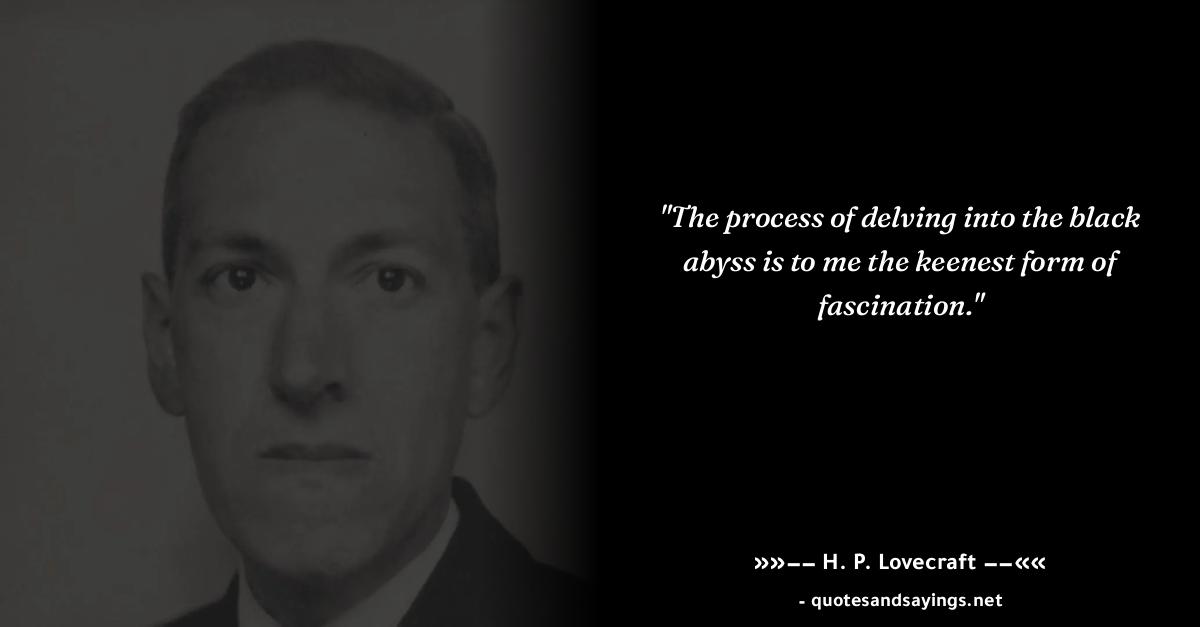 "The process of delving into the black
abyss is to me the keenest form of
fascination."
»»–– H. P. Lovecraft ––««
- quotesandsayings.net